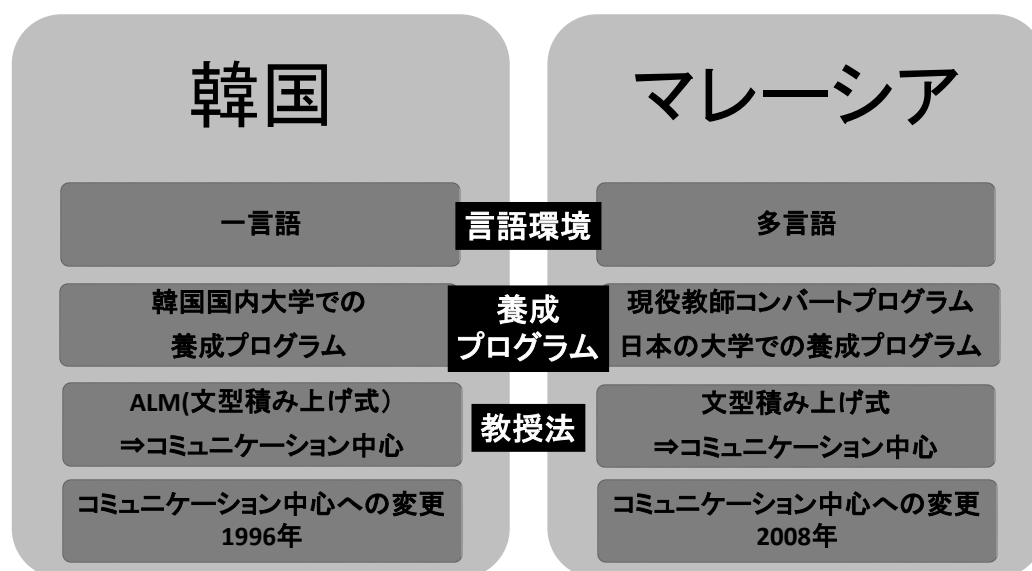 韓国
マレーシア
一言語
言語環境
多言語
韓国国内大学での
養成プログラム
養成
プログラム
現役教師コンバートプログラム
日本の大学での養成プログラム
ALM(文型積み上げ式）
⇒コミュニケーション中心
教授法
文型積み上げ式
⇒コミュニケーション中心
コミュニケーション中心への変更
1996年
コミュニケーション中心への変更
2008年